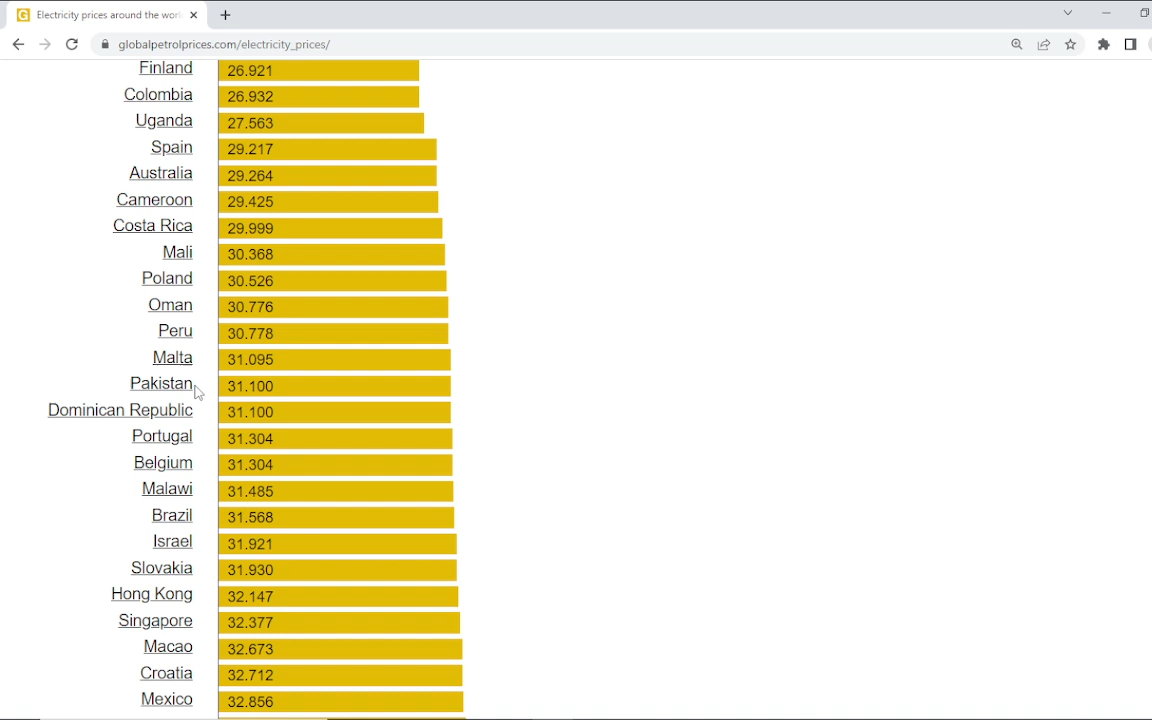 G Electricity prices around the worl
globalpetrolprices.com/electricity_prices/
Finland 26.921
Colombia 26.932
Uganda 27.563
Spain 29.217
Australia 29.264
Cameroon 29.425
Costa Rica 29.999
Mali 30.368
Poland 30.526
Oman 30.776
Peru 30.778
Malta 31.095
Pakistan 31.100
Dominican Republic 31.100
Portugal 31.304
Belgium 31.304
Malawi 31.485
Brazil 31.568
Israel 31.921
Slovakia 31.930
Hong Kong 32.147
Singapore 32.377
Macao 32.673
Croatia 32.712
Mexico 32.856